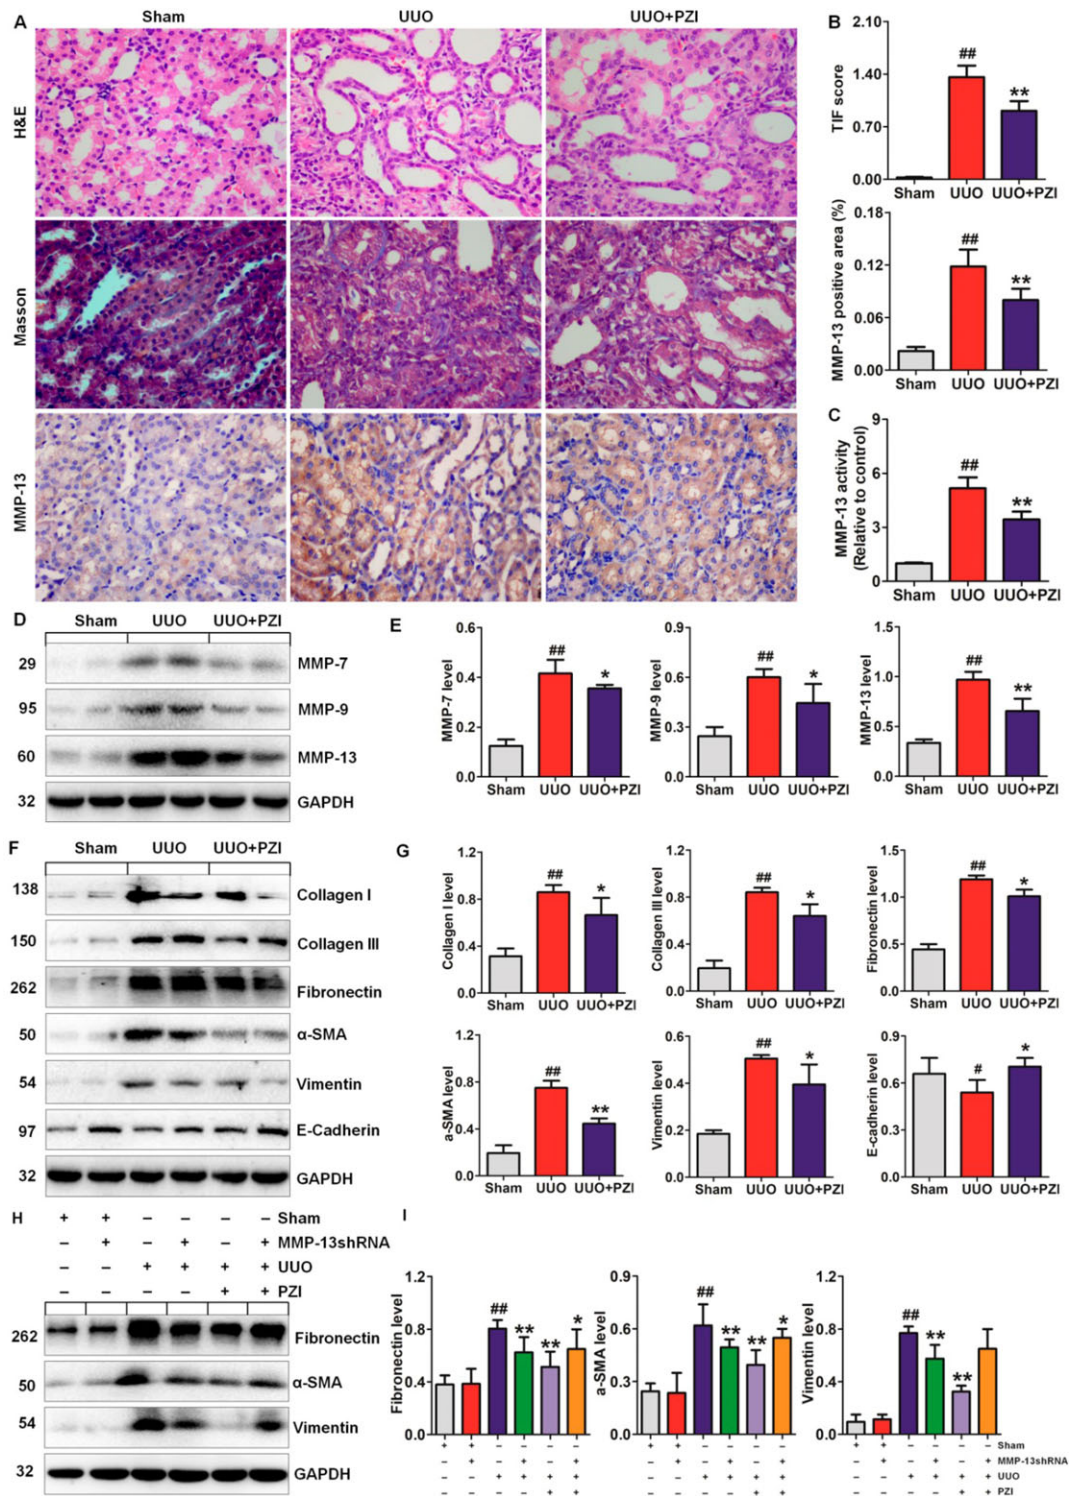 A
Sham
UUO
UUO+PZI
H&E
Masson
MMP-13
B
TIF score
2.10
1.40
0.70
0.00
##
**
Sham
UUO
UUO+PZI
MMP-13 positive area (%)
0.18
0.12
0.06
0.00
##
**
Sham
UUO
UUO+PZI
C
MMP-13 activity
(Relative to control)
9
6
3
0
##
**
Sham
UUO
UUO+PZI
D
Sham
UUO
UUO+PZI
29 MMP-7
95 MMP-9
60 MMP-13
32 GAPDH
E
MMP-7 level
0.6
0.4
0.2
0.0
##
*
Sham
UUO
UUO+PZI
MMP-9 level
0.9
0.6
0.3
0.0
##
*
Sham
UUO
UUO+PZI
MMP-13 level
1.5
1.0
0.5
0.0
##
**
Sham
UUO
UUO+PZI
F
Sham
UUO
UUO+PZI
138 Collagen I
150 Collagen III
262 Fibronectin
50 α-SMA
54 Vimentin
97 E-Cadherin
32 GAPDH
G
Collagen I level
1.2
0.8
0.4
0.0
##
*
Sham
UUO
UUO+PZI
Collagen III level
1.2
0.8
0.4
0.0
##
*
Sham
UUO
UUO+PZI
Fibronectin level
1.5
1.0
0.5
0.0
##
*
Sham
UUO
UUO+PZI
a-SMA level
1.2
0.8
0.4
0.0
##
**
Sham
UUO
UUO+PZI
Vimentin level
0.6
0.4
0.2
0.0
##
*
Sham
UUO
UUO+PZI
E-cadherin level
0.9
0.6
0.3
0.0
#
*
Sham
UUO
UUO+PZI
H
+ + – – – – Sham
– + – + – + MMP-13shRNA
– – + + + + UUO
– – – – + + PZI
262 Fibronectin
50 α-SMA
54 Vimentin
32 GAPDH
I
Fibronectin level
1.2
0.8
0.4
0.0
##
**
**
*
a-SMA level
0.9
0.6
0.3
0.0
##
**
**
*
Vimentin level
1.2
0.8
0.4
0.0
##
**
**
+ + – – – – + + – – – – + + – – – – Sham
– + – + – + – + – + – + – + – + – + MMP-13shRNA
– – + + + + – – + + + + – – + + + + UUO
– – – – + + – – – – + + – – – – + + PZI